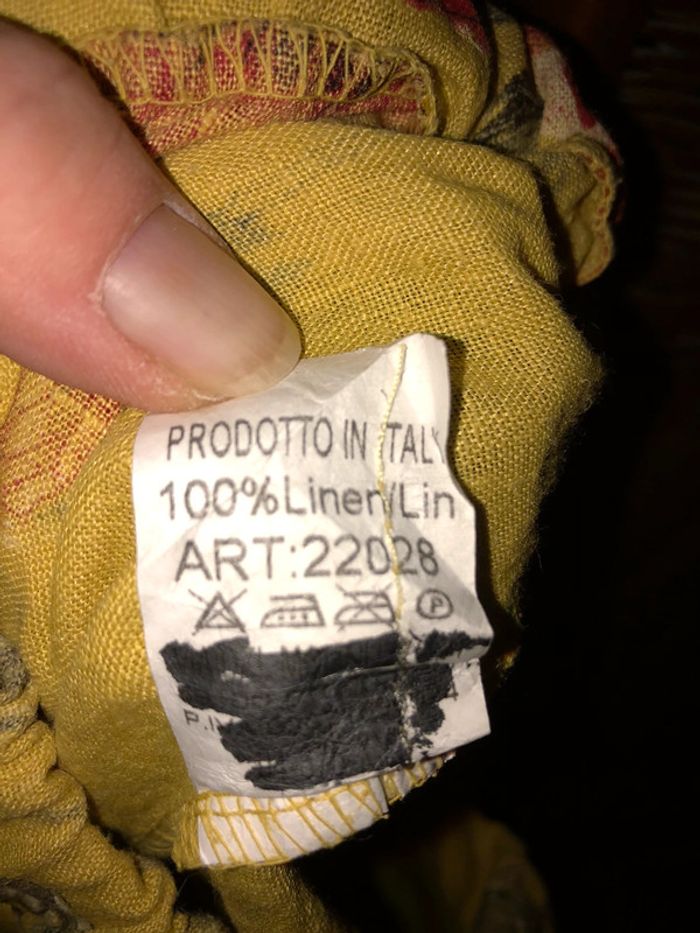 PRODOTTO IN ITALY
100%Linen/Lin
ART:22028
P
P.I